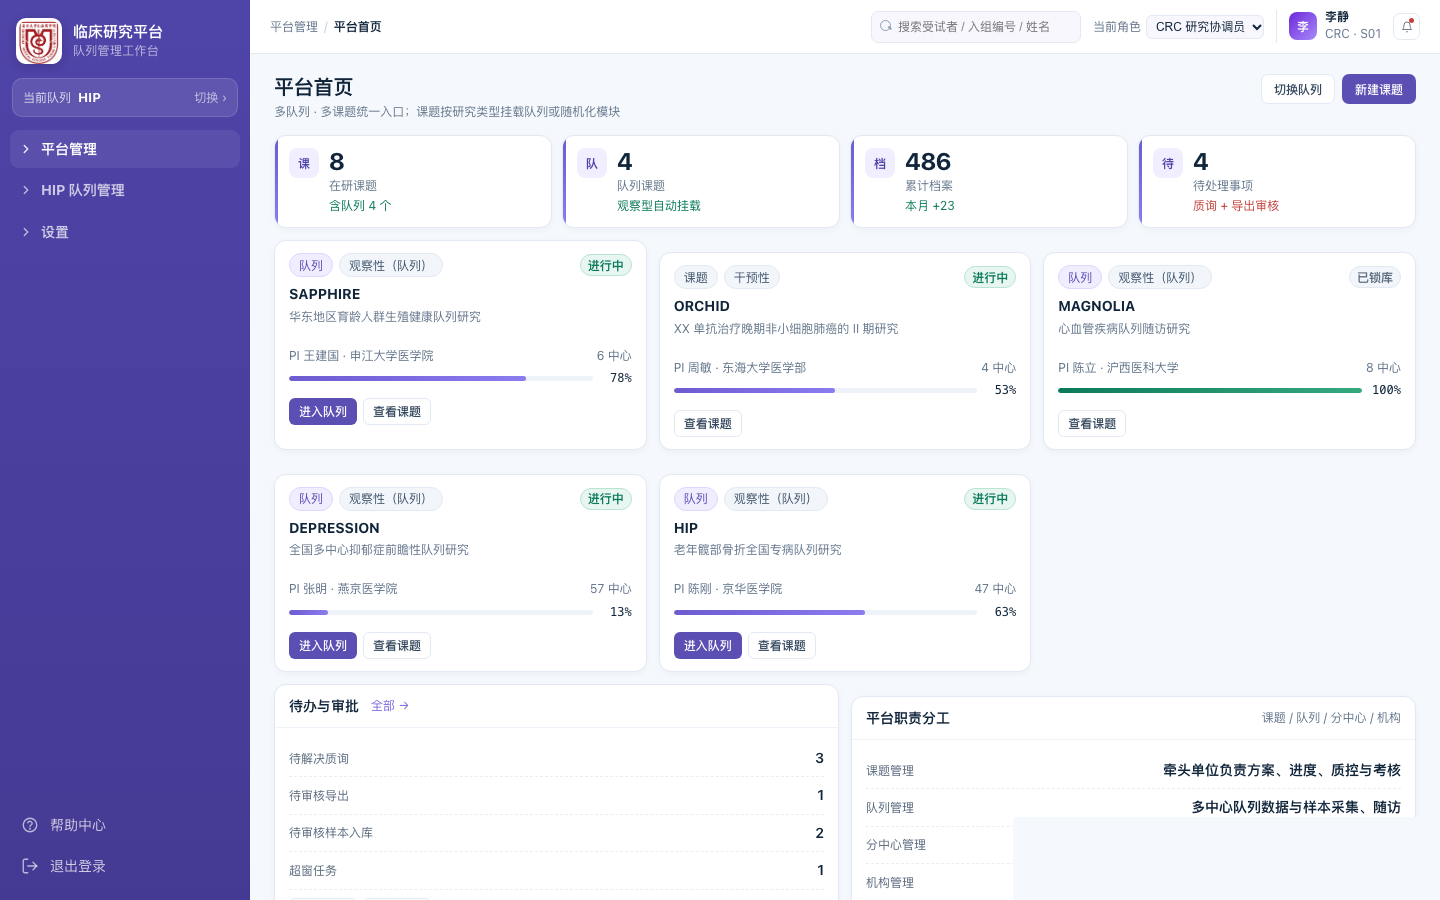 临床研究平台
队列管理工作台
当前队列 HIP 切换 ›
平台管理
HIP 队列管理
设置
帮助中心
退出登录
平台管理 / 平台首页
搜索受试者 / 入组编号 / 姓名
当前角色 CRC 研究协调员
李
李静
CRC · S01
平台首页
多队列 · 多课题统一入口；课题按研究类型挂载队列或随机化模块
切换队列 新建课题
课 8
在研课题
含队列 4 个
队 4
队列课题
观察型自动挂载
档 486
累计档案
本月 +23
待 4
待处理事项
质询 + 导出审核
队列 观察性（队列） 进行中
SAPPHIRE
华东地区育龄人群生殖健康队列研究
PI 王建国 · 申江大学医学院 6 中心
78%
进入队列 查看课题
课题 干预性 进行中
ORCHID
XX 单抗治疗晚期非小细胞肺癌的 II 期研究
PI 周敏 · 东海大学医学部 4 中心
53%
查看课题
队列 观察性（队列） 已锁库
MAGNOLIA
心血管疾病队列随访研究
PI 陈立 · 沪西医科大学 8 中心
100%
查看课题
队列 观察性（队列） 进行中
DEPRESSION
全国多中心抑郁症前瞻性队列研究
PI 张明 · 燕京医学院 57 中心
13%
进入队列 查看课题
队列 观察性（队列） 进行中
HIP
老年髋部骨折全国专病队列研究
PI 陈刚 · 京华医学院 47 中心
63%
进入队列 查看课题
待办与审批 全部 →
待解决质询 3
待审核导出 1
待审核样本入库 2
超窗任务 1
平台职责分工 课题 / 队列 / 分中心 / 机构
课题管理 牵头单位负责方案、进度、质控与考核
队列管理 多中心队列数据与样本采集、随访
分中心管理
机构管理